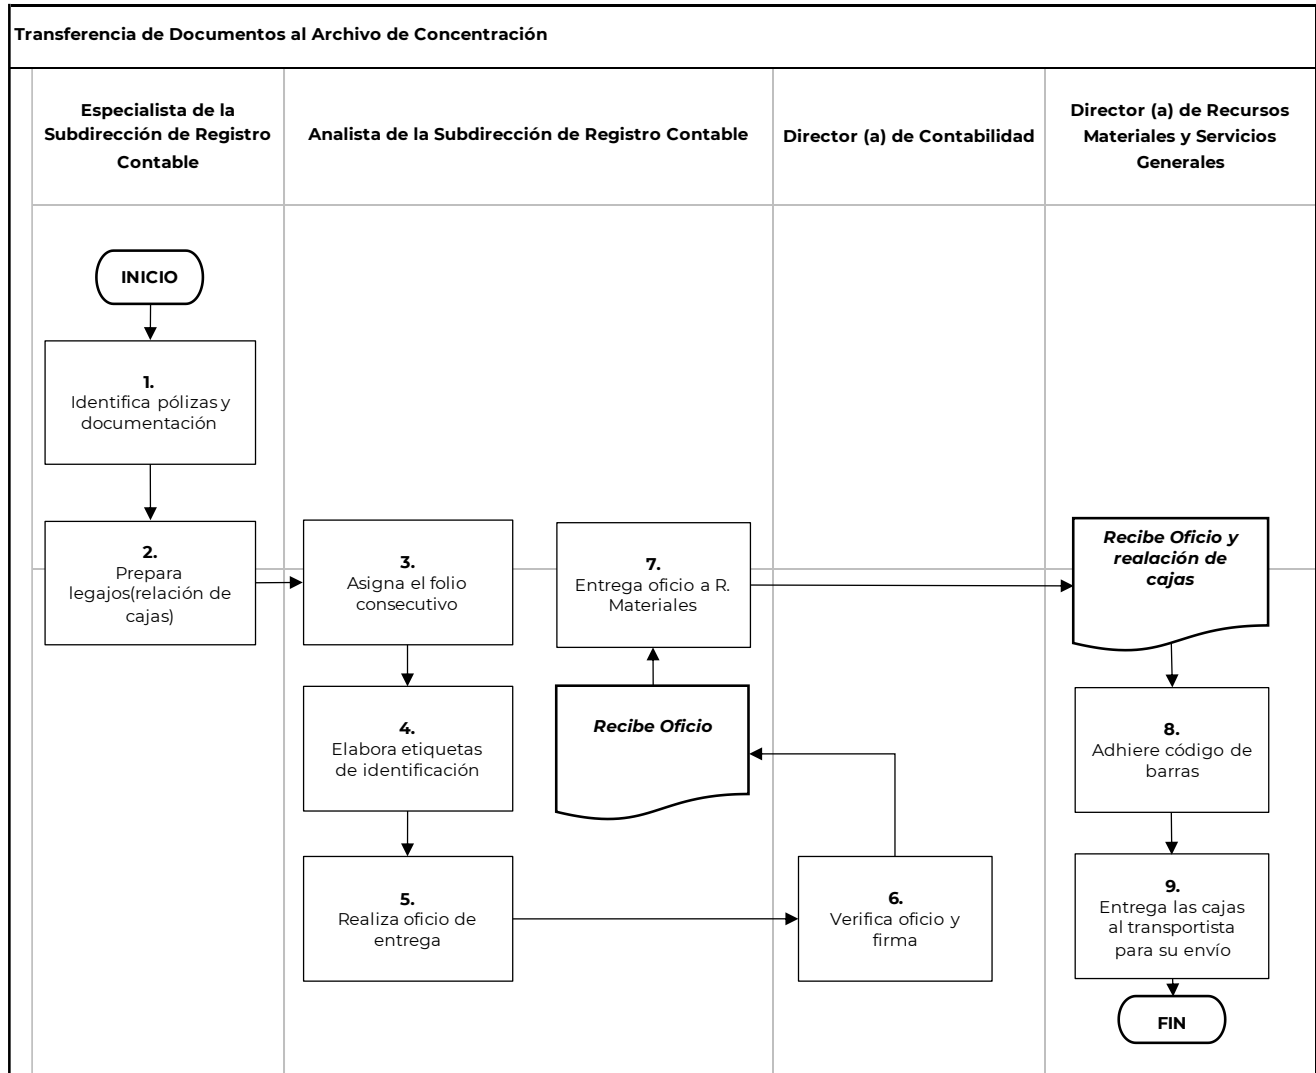 Transferencia de Documentos al Archivo de Concentración
Especialista de la
Subdirección de Registro
Contable
Analista de la Subdirección de Registro Contable
Director (a) de Contabilidad
Director (a) de Recursos
Materiales y Servicios
Generales
INICIO
1.
Identifica pólizas y
documentación
2.
Prepara
legajos(relación de
cajas)
3.
Asigna el folio
consecutivo
4.
Elabora etiquetas
de identificación
5.
Realiza oficio de
entrega
6.
Verifica oficio y
firma
Recibe Oficio
7.
Entrega oficio a R.
Materiales
Recibe Oficio y
realación de
cajas
8.
Adhiere código de
barras
9.
Entrega las cajas
al transportista
para su envío
FIN